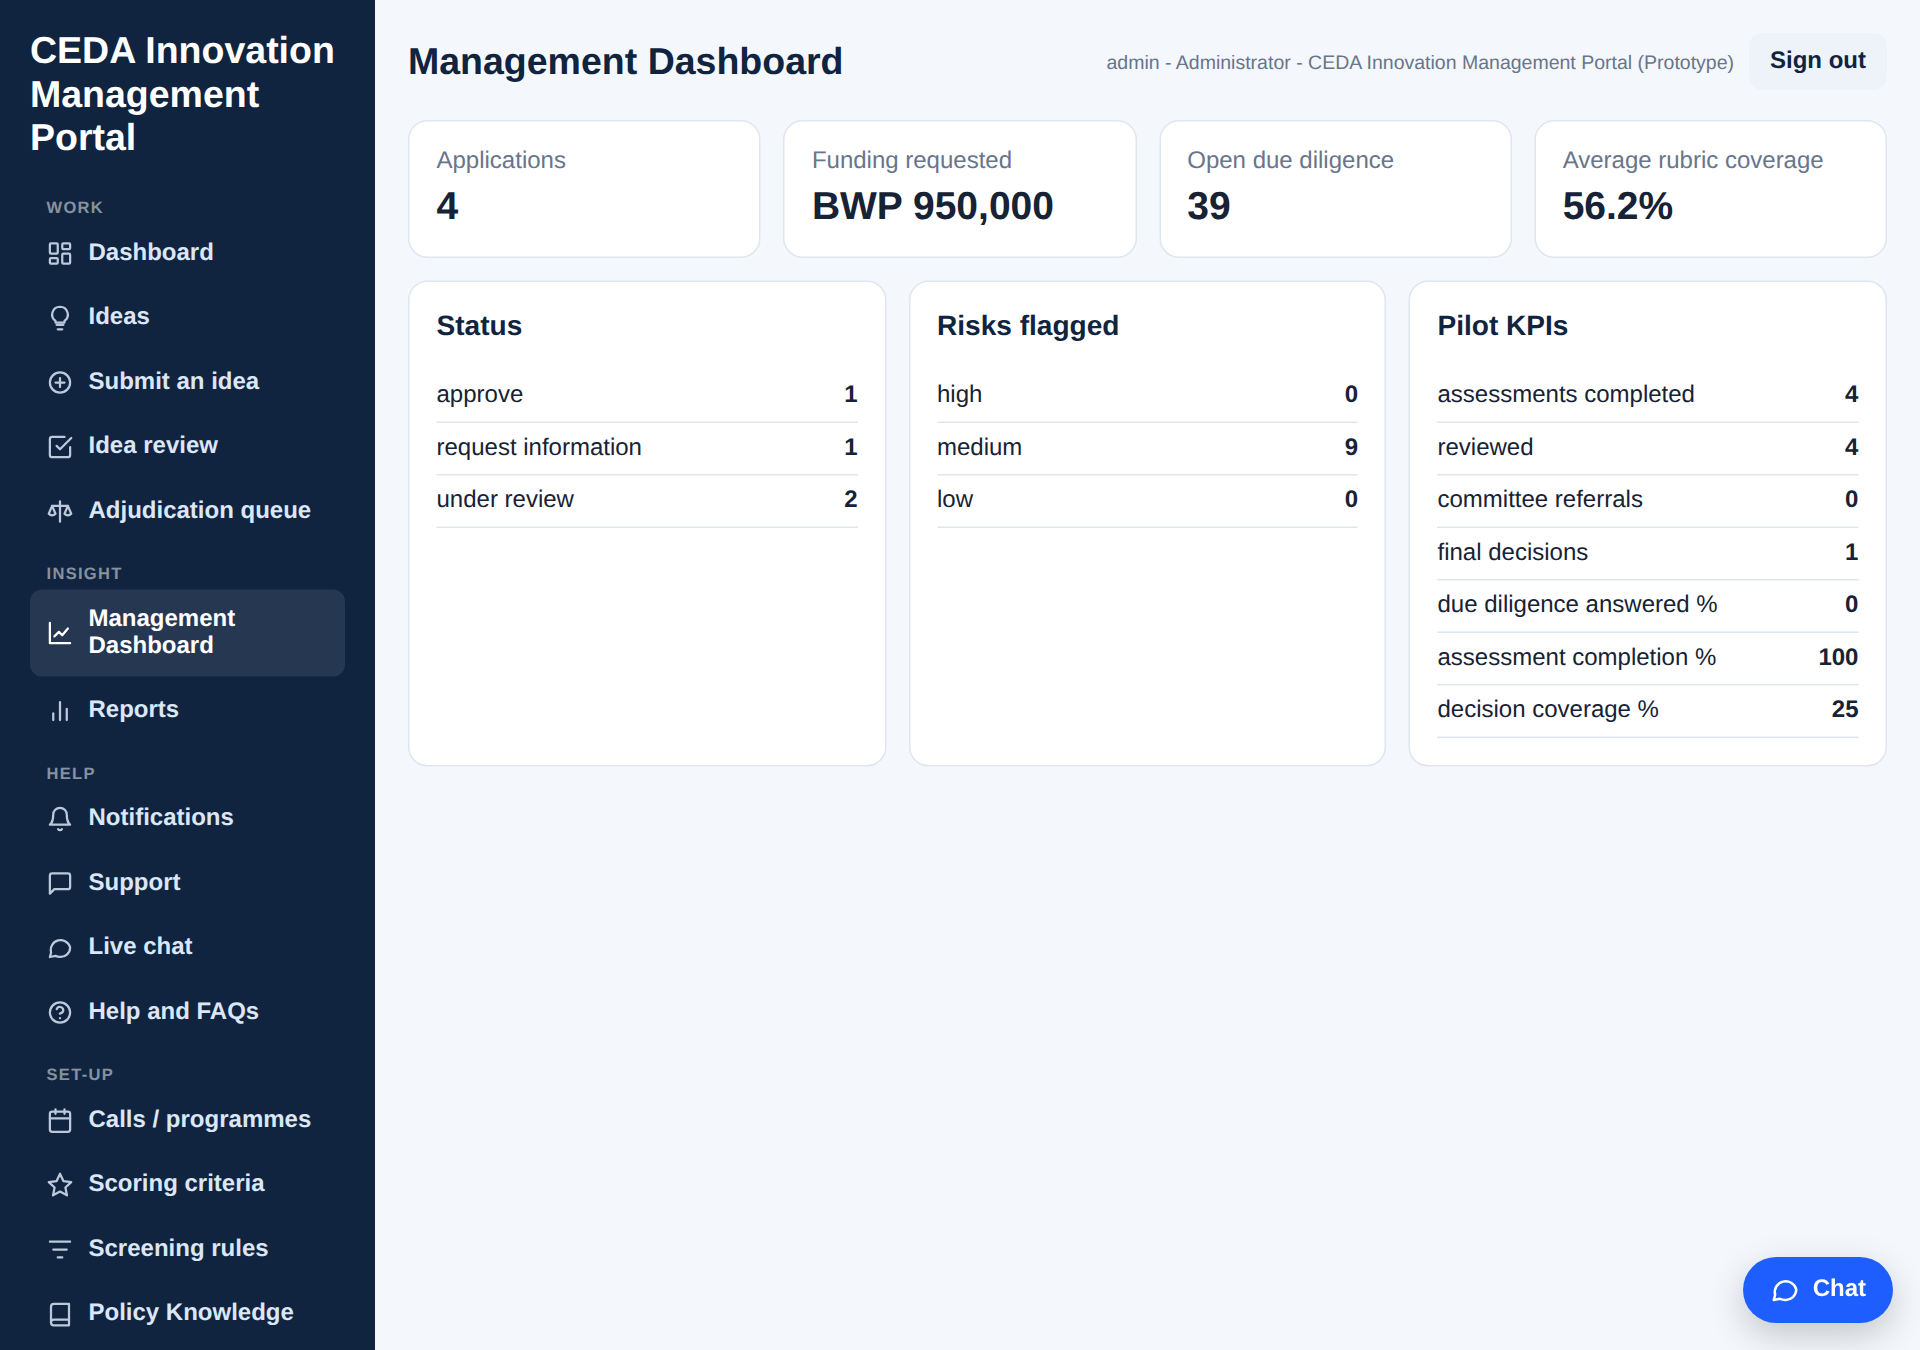 CEDA Innovation
Management
Portal
WORK
Dashboard
Ideas
Submit an idea
Idea review
Adjudication queue
INSIGHT
Management
Dashboard
Reports
HELP
Notifications
Support
Live chat
Help and FAQs
SET-UP
Calls / programmes
Scoring criteria
Screening rules
Policy Knowledge
Management Dashboard
admin - Administrator - CEDA Innovation Management Portal (Prototype)
Sign out
Applications
4
Funding requested
BWP 950,000
Open due diligence
39
Average rubric coverage
56.2%
Status
approve 1
request information 1
under review 2
Risks flagged
high 0
medium 9
low 0
Pilot KPIs
assessments completed 4
reviewed 4
committee referrals 0
final decisions 1
due diligence answered % 0
assessment completion % 100
decision coverage % 25
Chat